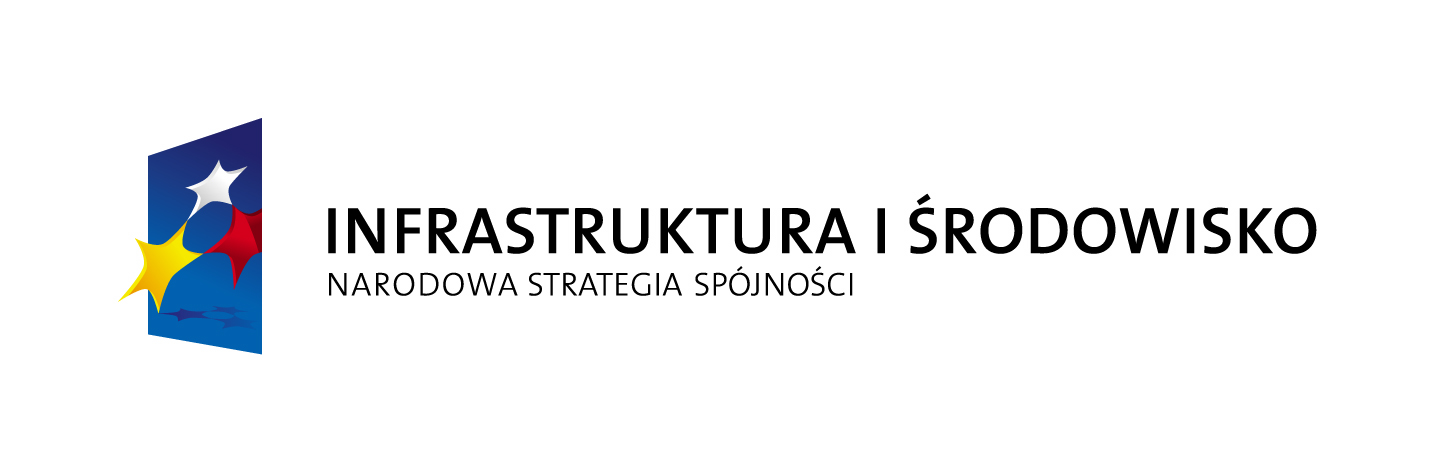 INFRASTRUKTURA I ŚRODOWISKO
NARODOWA STRATEGIA SPÓJNOŚCI